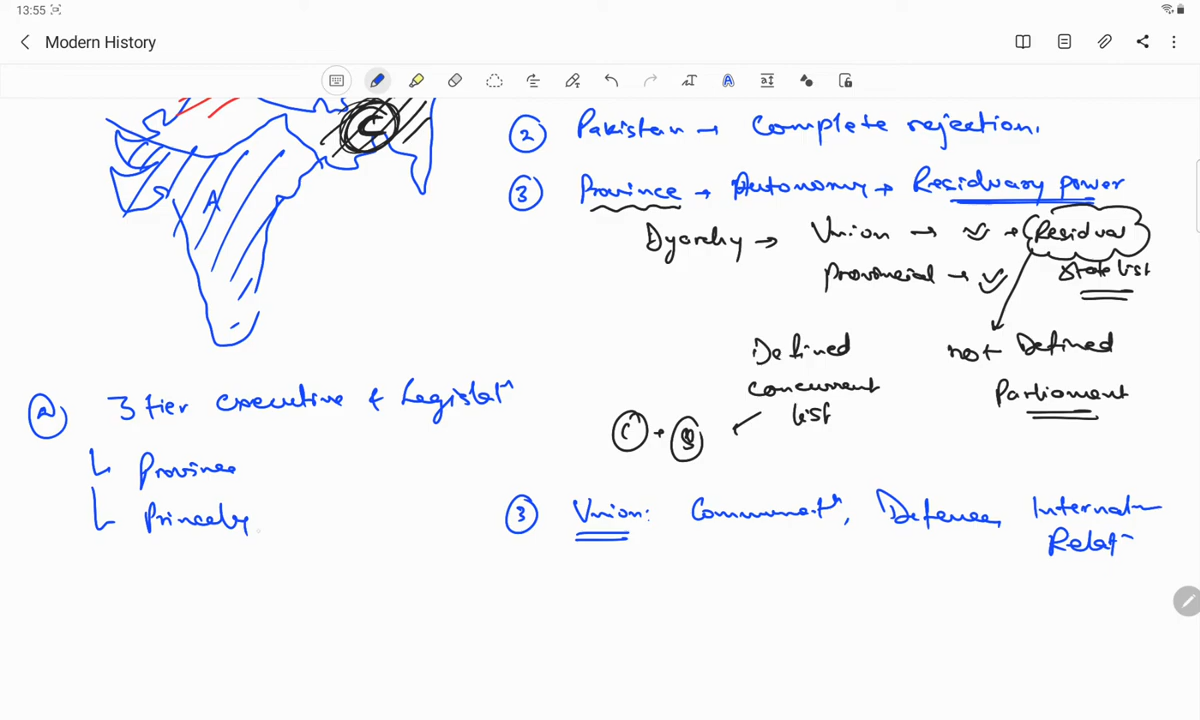 13:55
Modern History
C
S
A
② Pakistan → Complete rejection.
③ Province → Autonomy → Residuary power
Dyarchy → Union → → Residual
Provincial → State list
Defined not Defined
Concurrent list Parliament
C + S
a 3 tier executive & Legislatn
Province
Princely
③ Union: Communicatn, Defence, Internatn
Relatn